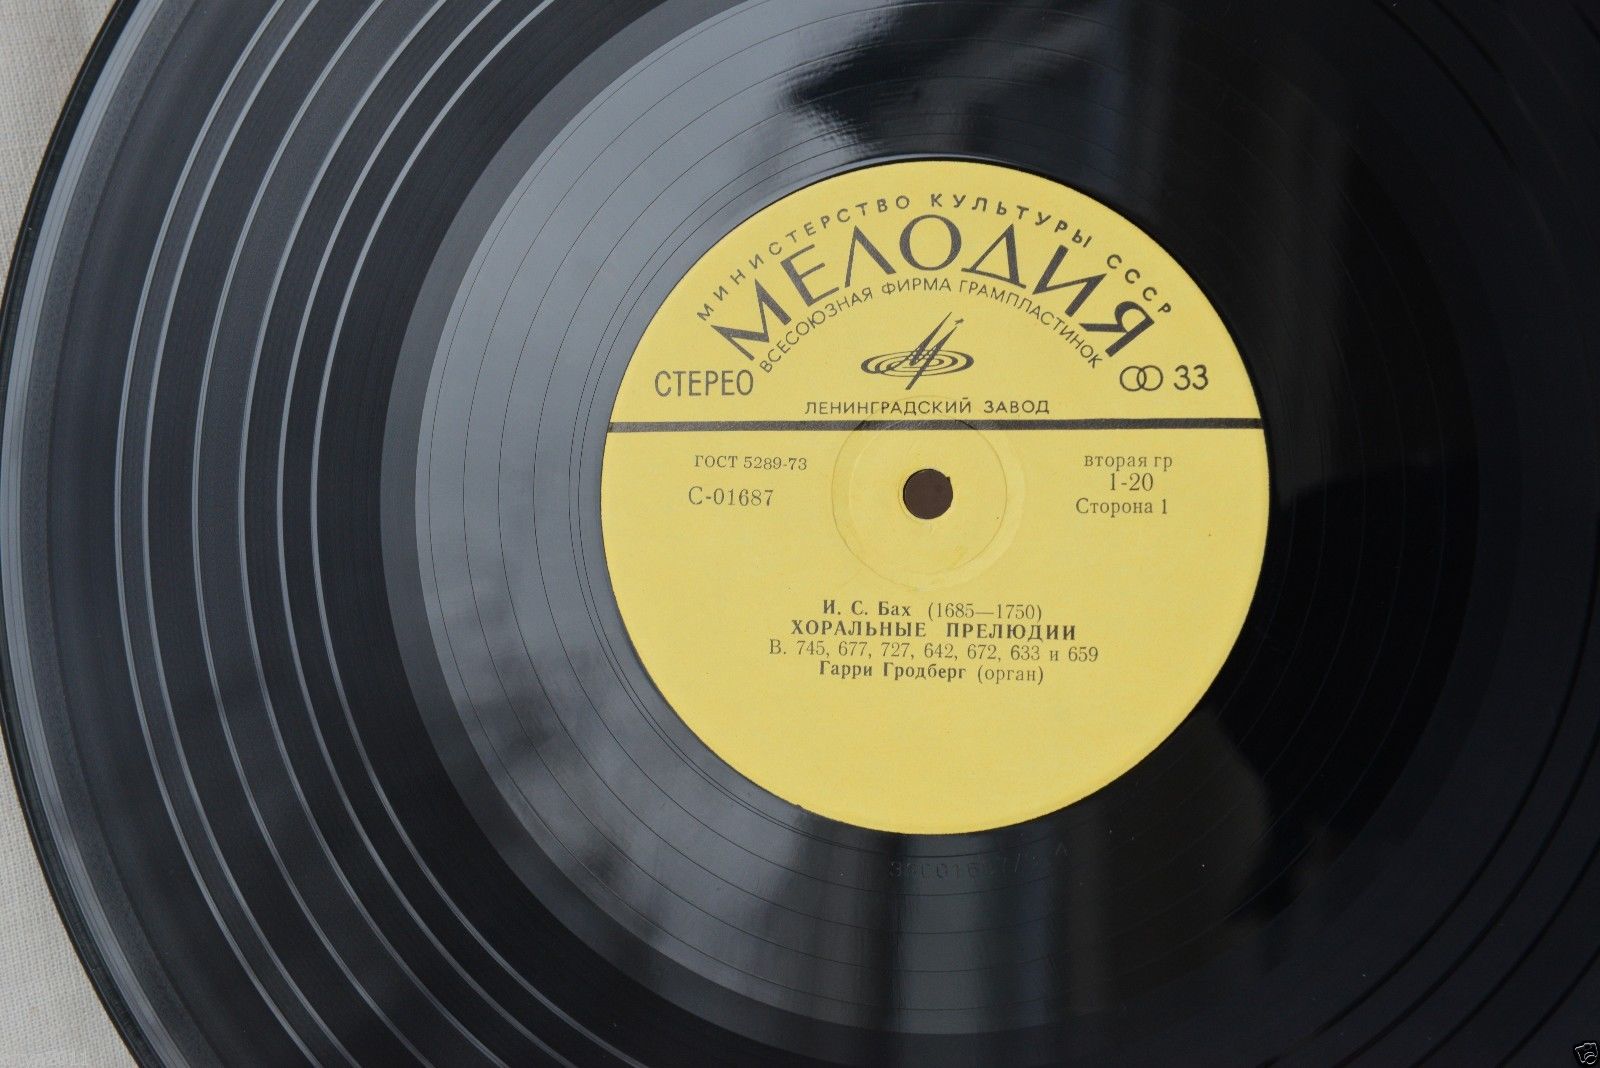 МИНИСТЕРСТВО КУЛЬТУРЫ СССР
МЕЛОДИЯ
ВСЕСОЮЗНАЯ ФИРМА ГРАМПЛАСТИНОК
СТЕРЕО
33
ЛЕНИНГРАДСКИЙ ЗАВОД
ГОСТ 5289-73
С-01687
вторая гр
1-20
Сторона 1
И. С. Бах (1685—1750)
ХОРАЛЬНЫЕ ПРЕЛЮДИИ
В. 745, 677, 727, 642, 672, 633 и 659
Гарри Гродберг (орган)